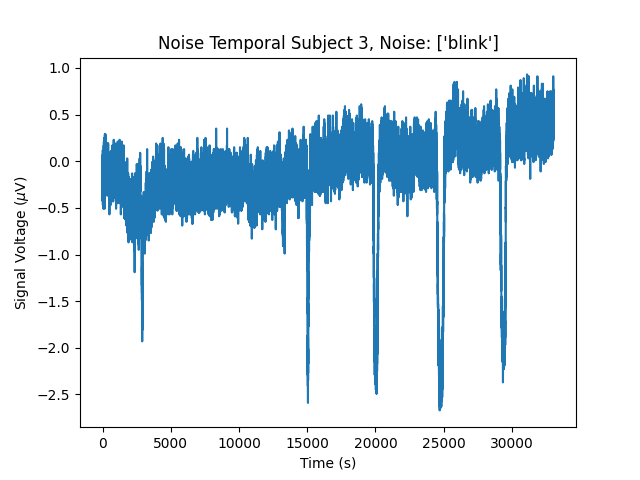 Noise Temporal Subject 3, Noise: ['blink']
1.0
0.5
0.0
−0.5
−1.0
−1.5
−2.0
−2.5
Signal Voltage (μV)
0 5000 10000 15000 20000 25000 30000
Time (s)